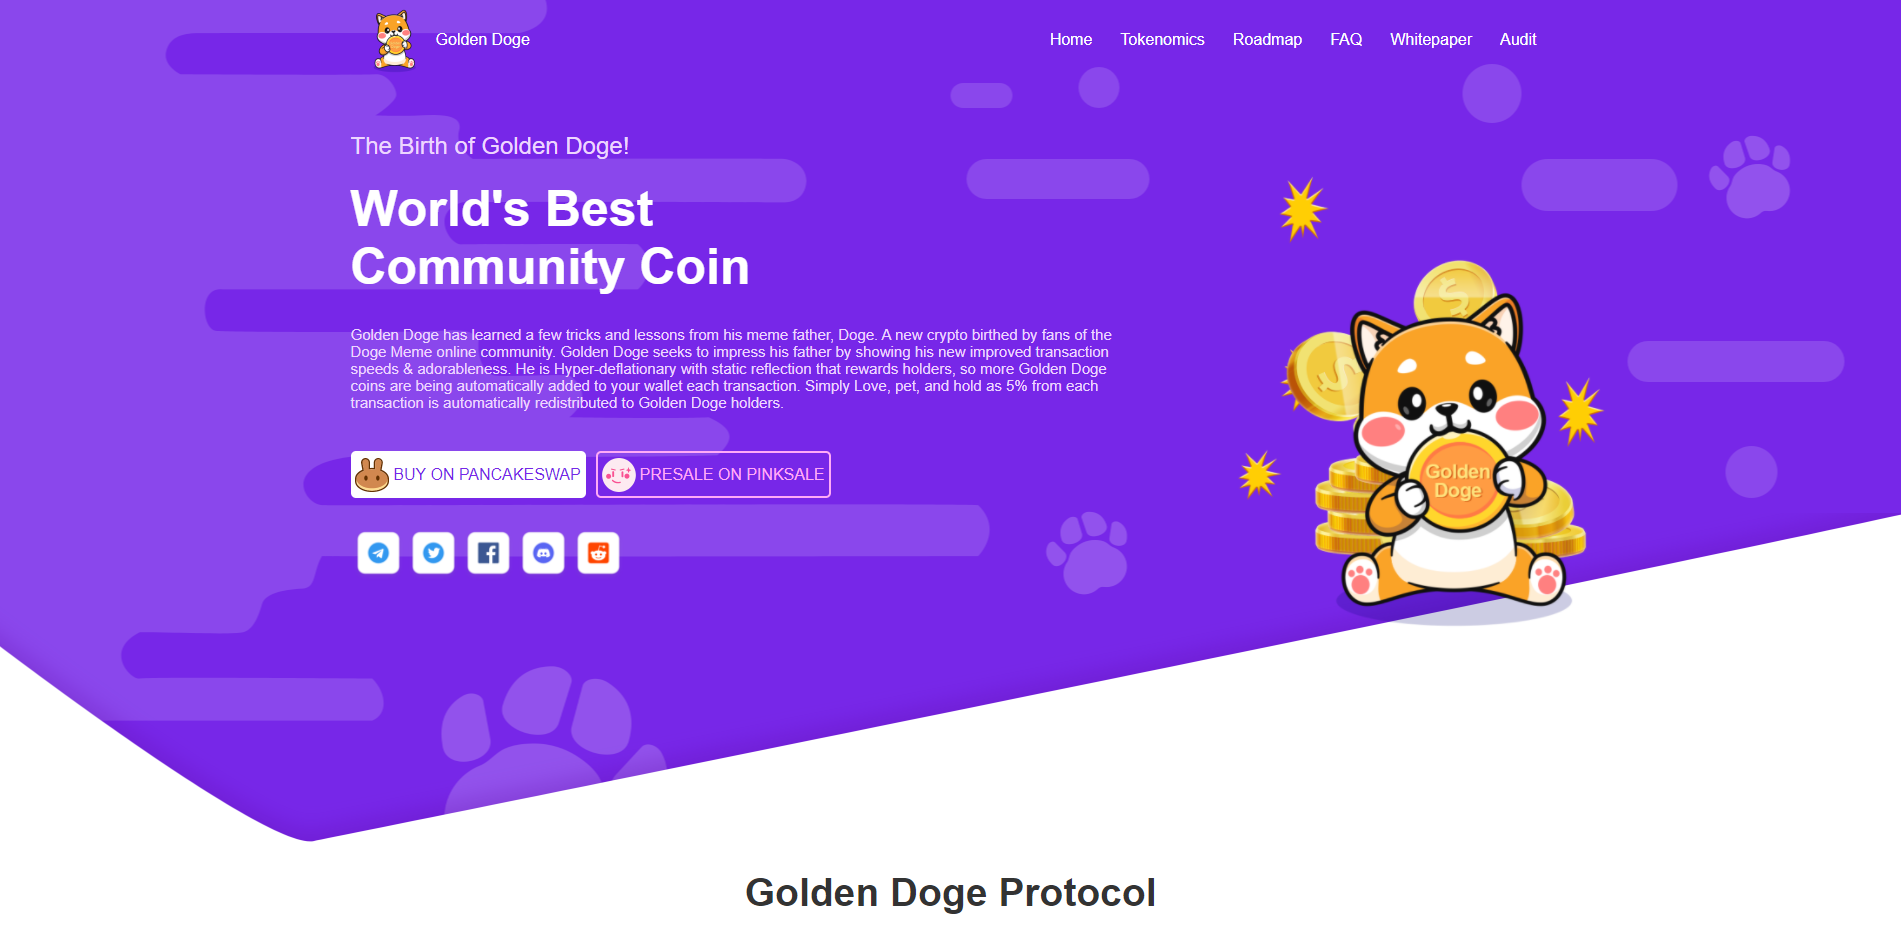 Golden Doge
Home Tokenomics Roadmap FAQ Whitepaper Audit
The Birth of Golden Doge!
World's Best
Community Coin
Golden Doge has learned a few tricks and lessons from his meme father, Doge. A new crypto birthed by fans of the
Doge Meme online community. Golden Doge seeks to impress his father by showing his new improved transaction
speeds & adorableness. He is Hyper-deflationary with static reflection that rewards holders, so more Golden Doge
coins are being automatically added to your wallet each transaction. Simply Love, pet, and hold as 5% from each
transaction is automatically redistributed to Golden Doge holders.
BUY ON PANCAKESWAP PRESALE ON PINKSALE
Golden
Doge
Golden Doge Protocol